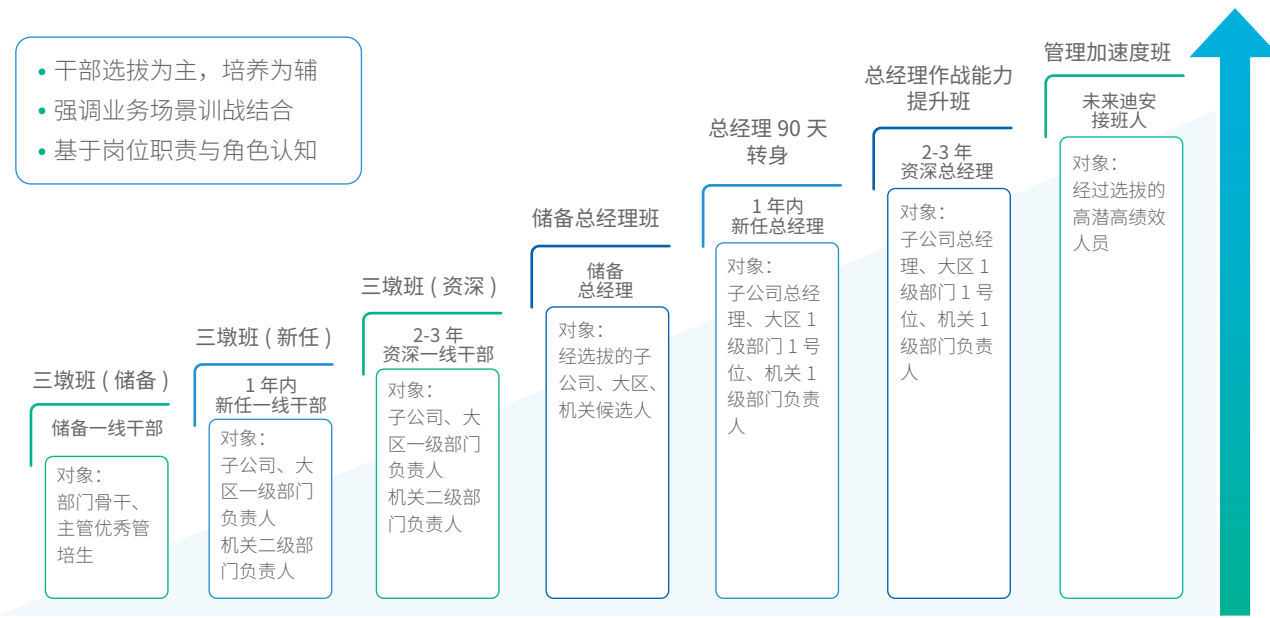 • 干部选拔为主，培养为辅
• 强调业务场景训战结合
• 基于岗位职责与角色认知
三墩班 ( 储备 )
储备一线干部
对象：
部门骨干、
主管优秀管
培生
三墩班 ( 新任 )
1 年内
新任一线干部
对象：
子公司、大
区一级部门
负责人
机关二级部
门负责人
三墩班 ( 资深 )
2-3 年
资深一线干部
对象：
子公司、大
区一级部门
负责人
机关二级部
门负责人
储备总经理班
储备
总经理
对象：
经选拔的子
公司、大区、
机关候选人
总经理 90 天
转身
1 年内
新任总经理
对象：
子公司总经
理、大区 1
级部门 1 号
位、机关 1
级部门负责
人
总经理作战能力
提升班
2-3 年
资深总经理
对象：
子公司总经
理、大区 1
级部门 1 号
位、机关 1
级部门负责
人
管理加速度班
未来迪安
接班人
对象：
经过选拔的
高潜高绩效
人员